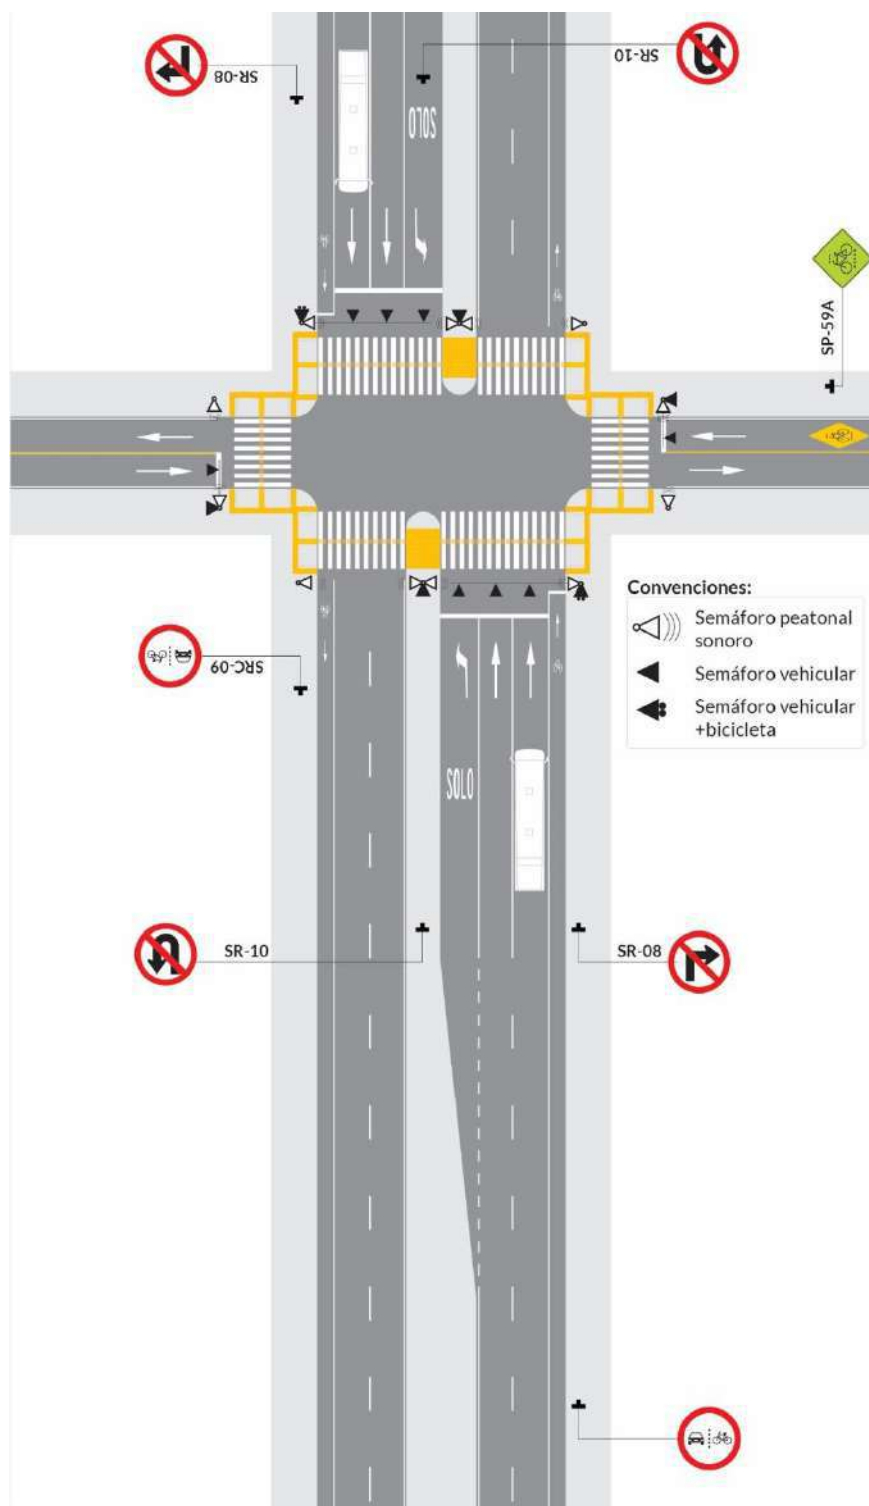 SR-08
SR-10
SOLO
SP-59A
Convenciones:
Semáforo peatonal
sonoro
Semáforo vehicular
Semáforo vehicular
+bicicleta
SRC-09
SOLO
SR-10
SR-08